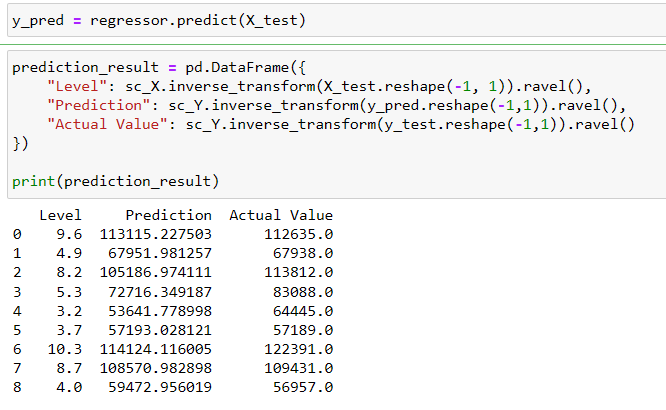 y_pred = regressor.predict(X_test)
prediction_result = pd.DataFrame({
    "Level": sc_X.inverse_transform(X_test.reshape(-1, 1)).ravel(),
    "Prediction": sc_Y.inverse_transform(y_pred.reshape(-1,1)).ravel(),
    "Actual Value": sc_Y.inverse_transform(y_test.reshape(-1,1)).ravel()
})
print(prediction_result)
   Level     Prediction  Actual Value
0    9.6  113115.227503      112635.0
1    4.9   67951.981257       67938.0
2    8.2  105186.974111      113812.0
3    5.3   72716.349187       83088.0
4    3.2   53641.778998       64445.0
5    3.7   57193.028121       57189.0
6   10.3  114124.116005      122391.0
7    8.7  108570.982898      109431.0
8    4.0   59472.956019       56957.0